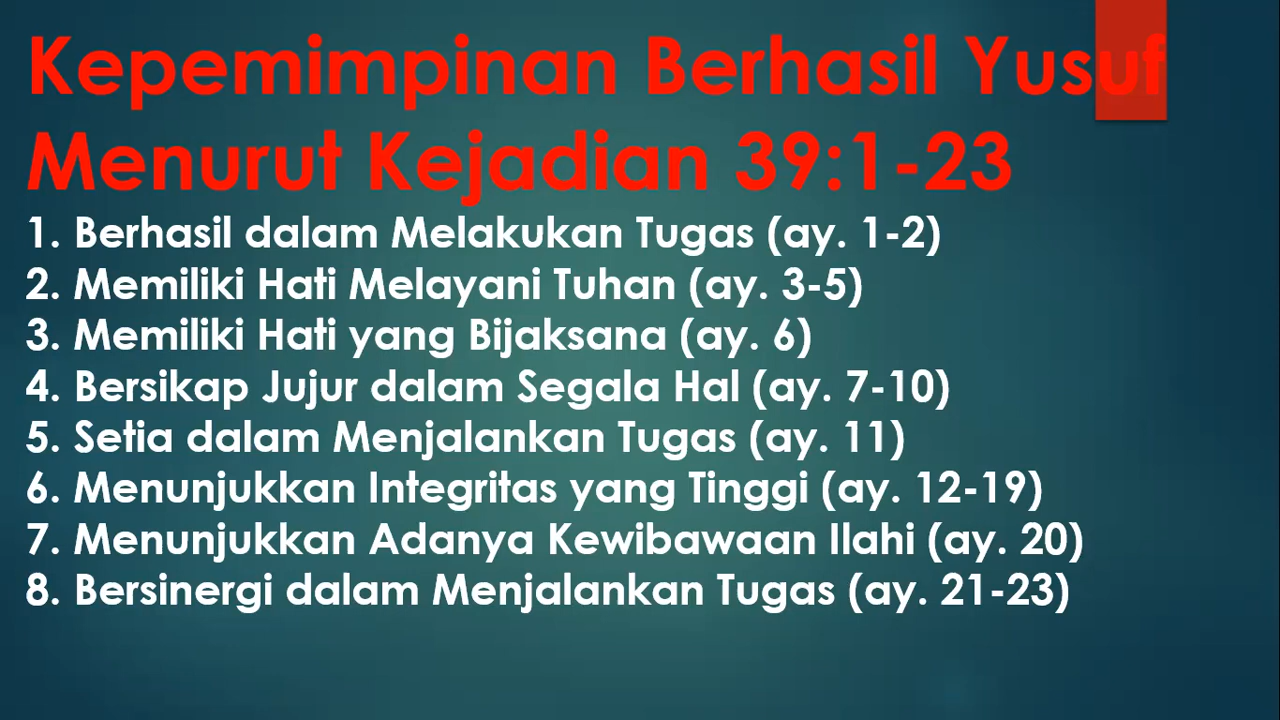 Kepemimpinan Berhasil Yusuf
Menurut Kejadian 39:1-23
1. Berhasil dalam Melakukan Tugas (ay. 1-2)
2. Memiliki Hati Melayani Tuhan (ay. 3-5)
3. Memiliki Hati yang Bijaksana (ay. 6)
4. Bersikap Jujur dalam Segala Hal (ay. 7-10)
5. Setia dalam Menjalankan Tugas (ay. 11)
6. Menunjukkan Integritas yang Tinggi (ay. 12-19)
7. Menunjukkan Adanya Kewibawaan Ilahi (ay. 20)
8. Bersinergi dalam Menjalankan Tugas (ay. 21-23)